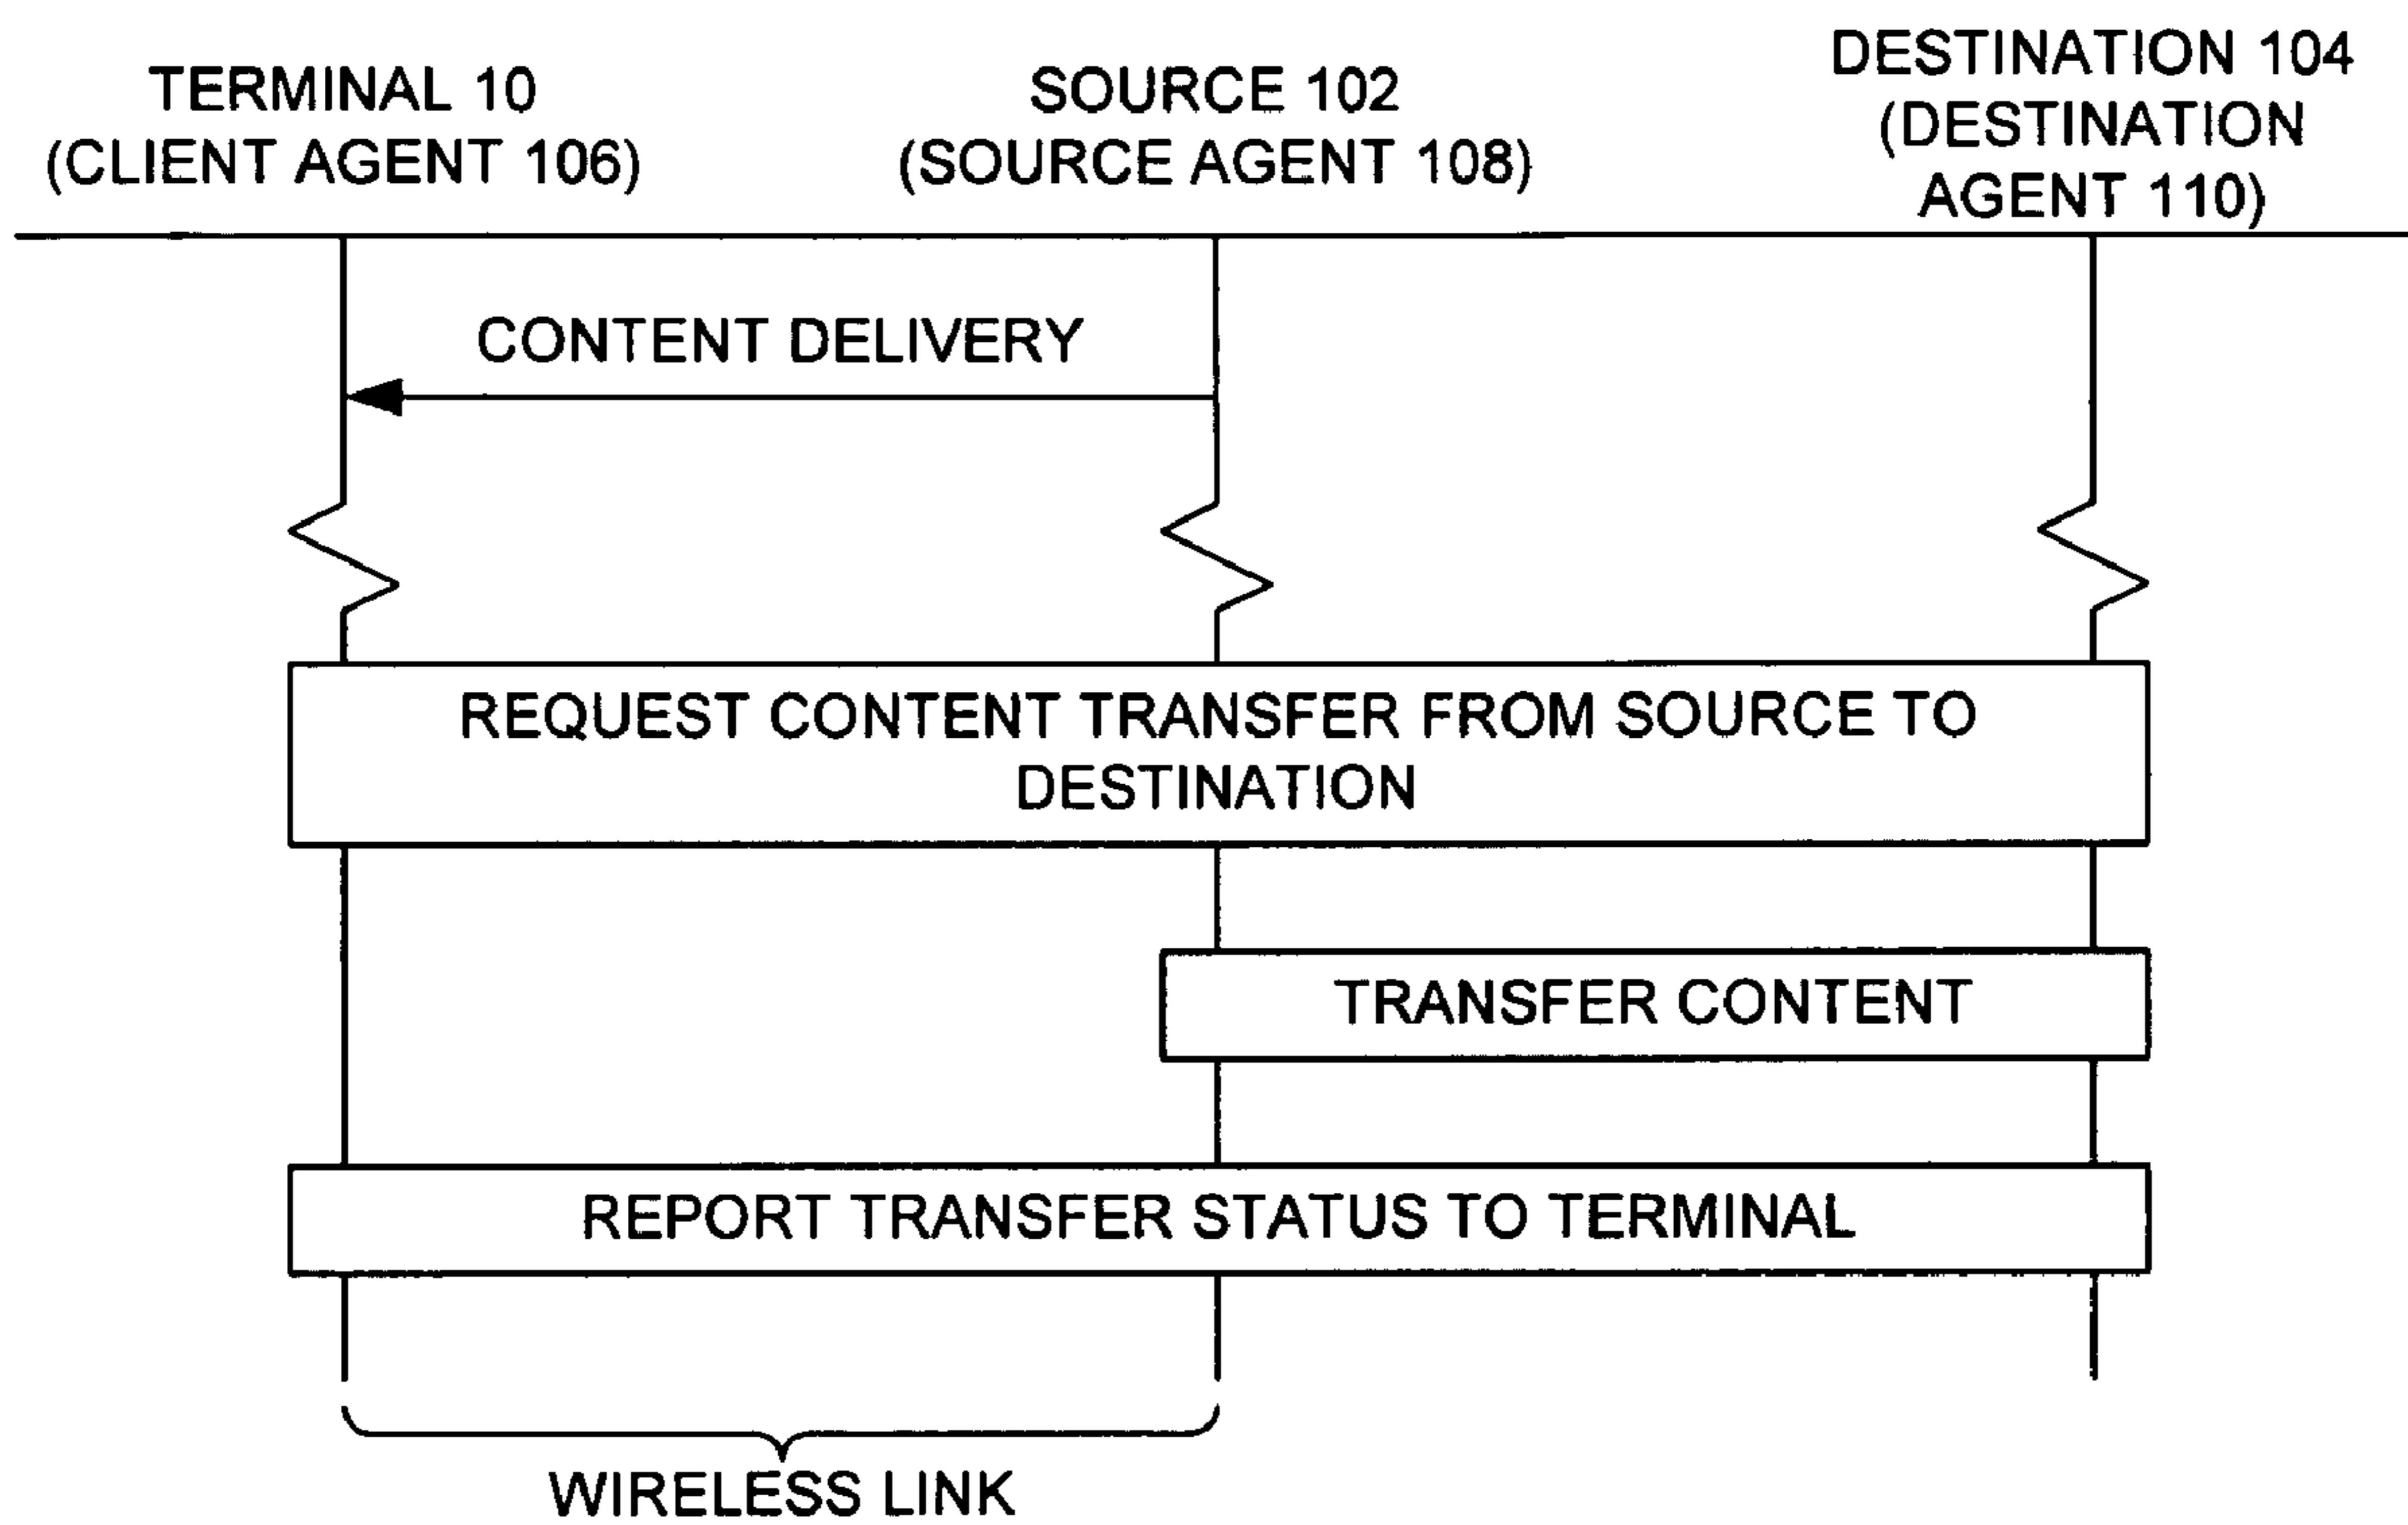 TERMINAL 10
(CLIENT AGENT 106)
SOURCE 102
(SOURCE AGENT 108)
DESTINATION 104
(DESTINATION
AGENT 110)
CONTENT DELIVERY
REQUEST CONTENT TRANSFER FROM SOURCE TO
DESTINATION
TRANSFER CONTENT
REPORT TRANSFER STATUS TO TERMINAL
WIRELESS LINK